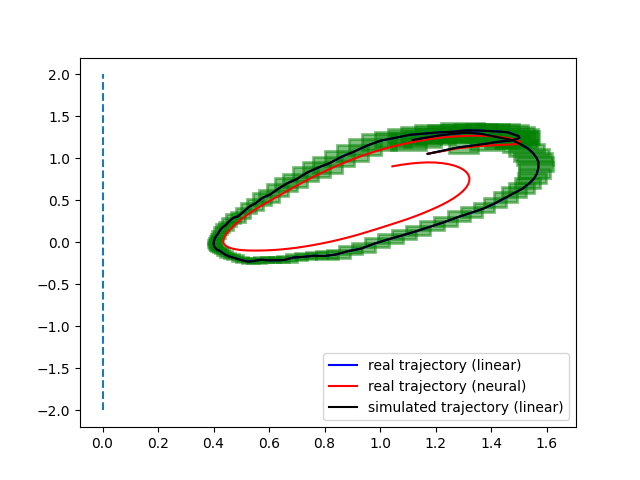 2.0
1.5
1.0
0.5
0.0
−0.5
−1.0
−1.5
−2.0
real trajectory (linear)
real trajectory (neural)
simulated trajectory (linear)
0.0 0.2 0.4 0.6 0.8 1.0 1.2 1.4 1.6